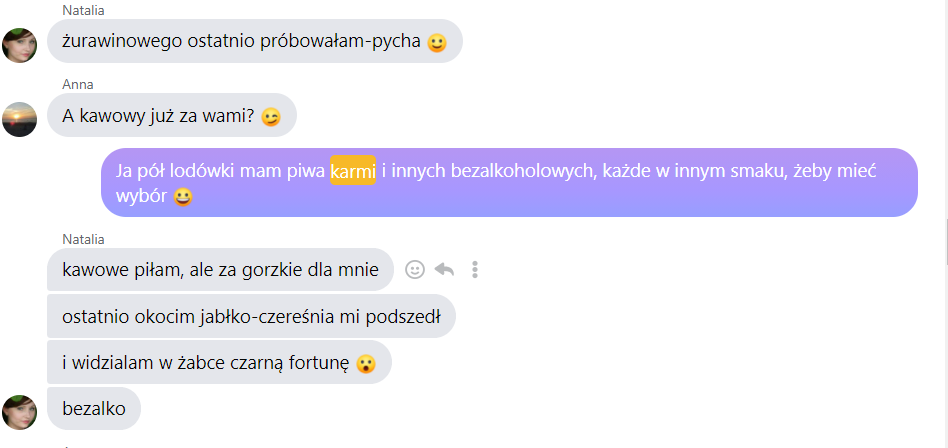 Natalia
żurawinowego ostatnio próbowałam-pycha 🙂
Anna
A kawowy już za wami? 😉
Ja pół lodówki mam piwa karmi i innych bezalkoholowych, każde w innym smaku, żeby mieć
wybór 😀
Natalia
kawowe piłam, ale za gorzkie dla mnie
ostatnio okocim jabłko-czereśnia mi podszedł
i widzialam w żabce czarną fortunę 😮
bezalko